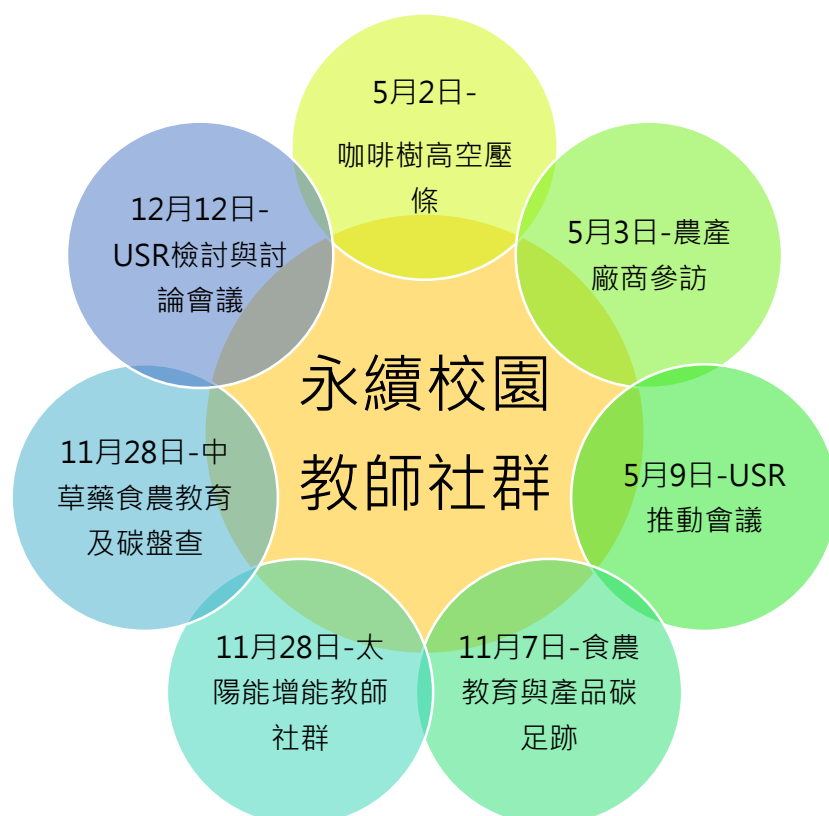 5月2日-
咖啡樹高空壓
條
5月3日-農產
廠商參訪
5月9日-USR
推動會議
11月7日-食農
教育與產品碳
足跡
11月28日-太
陽能增能教師
社群
11月28日-中
草藥食農教育
及碳盤查
12月12日-
USR檢討與討
論會議
永續校園
教師社群